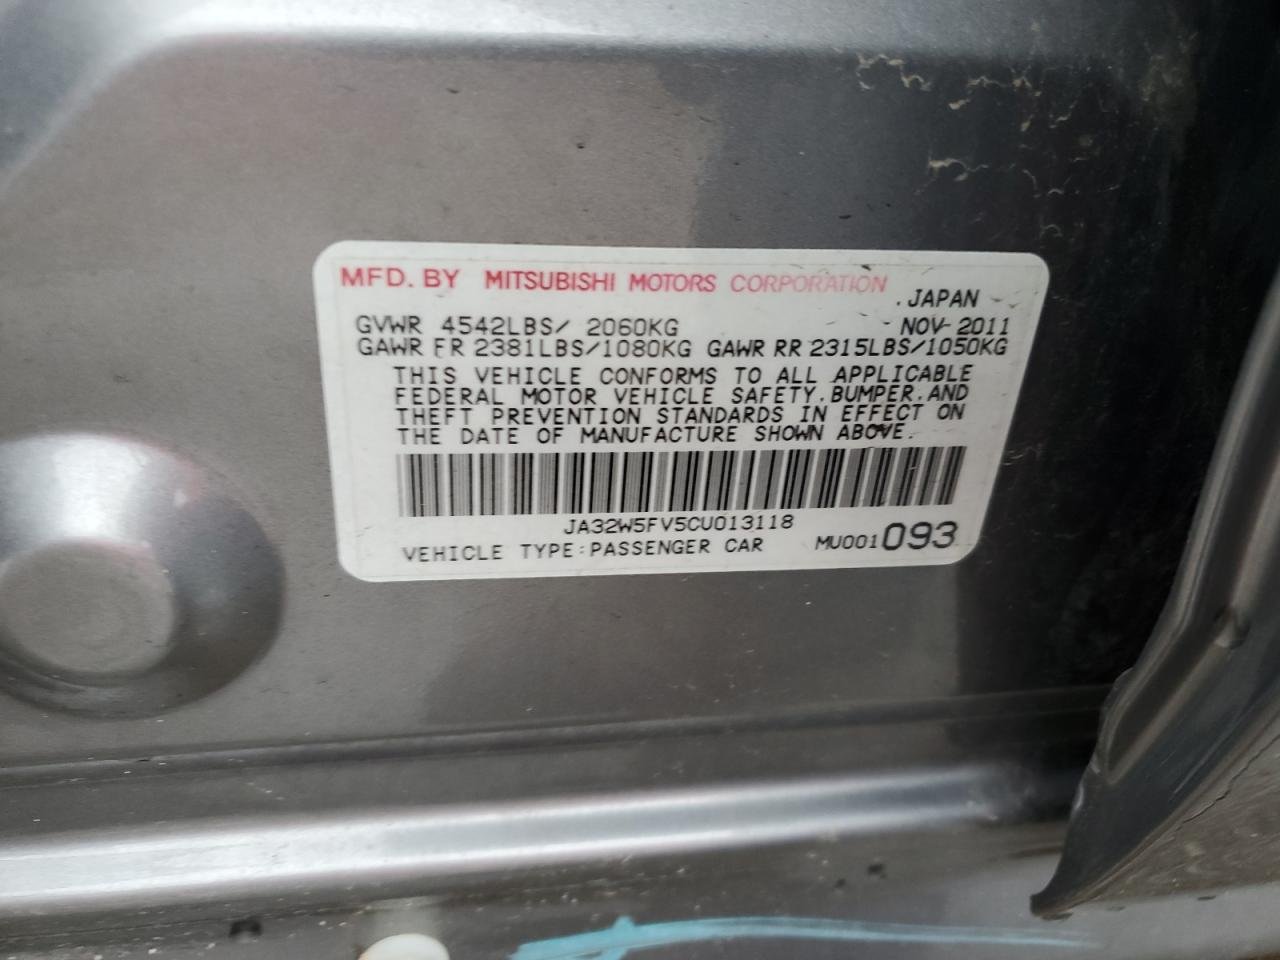 MFD. BY MITSUBISHI MOTORS CORPORATION
JAPAN
GVWR 4542LBS/ 2060KG NOV-2011
GAWR FR 2381LBS/1080KG GAWR RR 2315LBS/1050KG
THIS VEHICLE CONFORMS TO ALL APPLICABLE
FEDERAL MOTOR VEHICLE SAFETY, BUMPER, AND
THEFT PREVENTION STANDARDS IN EFFECT ON
THE DATE OF MANUFACTURE SHOWN ABOVE.
JA32W5FV5CU013118
VEHICLE TYPE:PASSENGER CAR MU001093